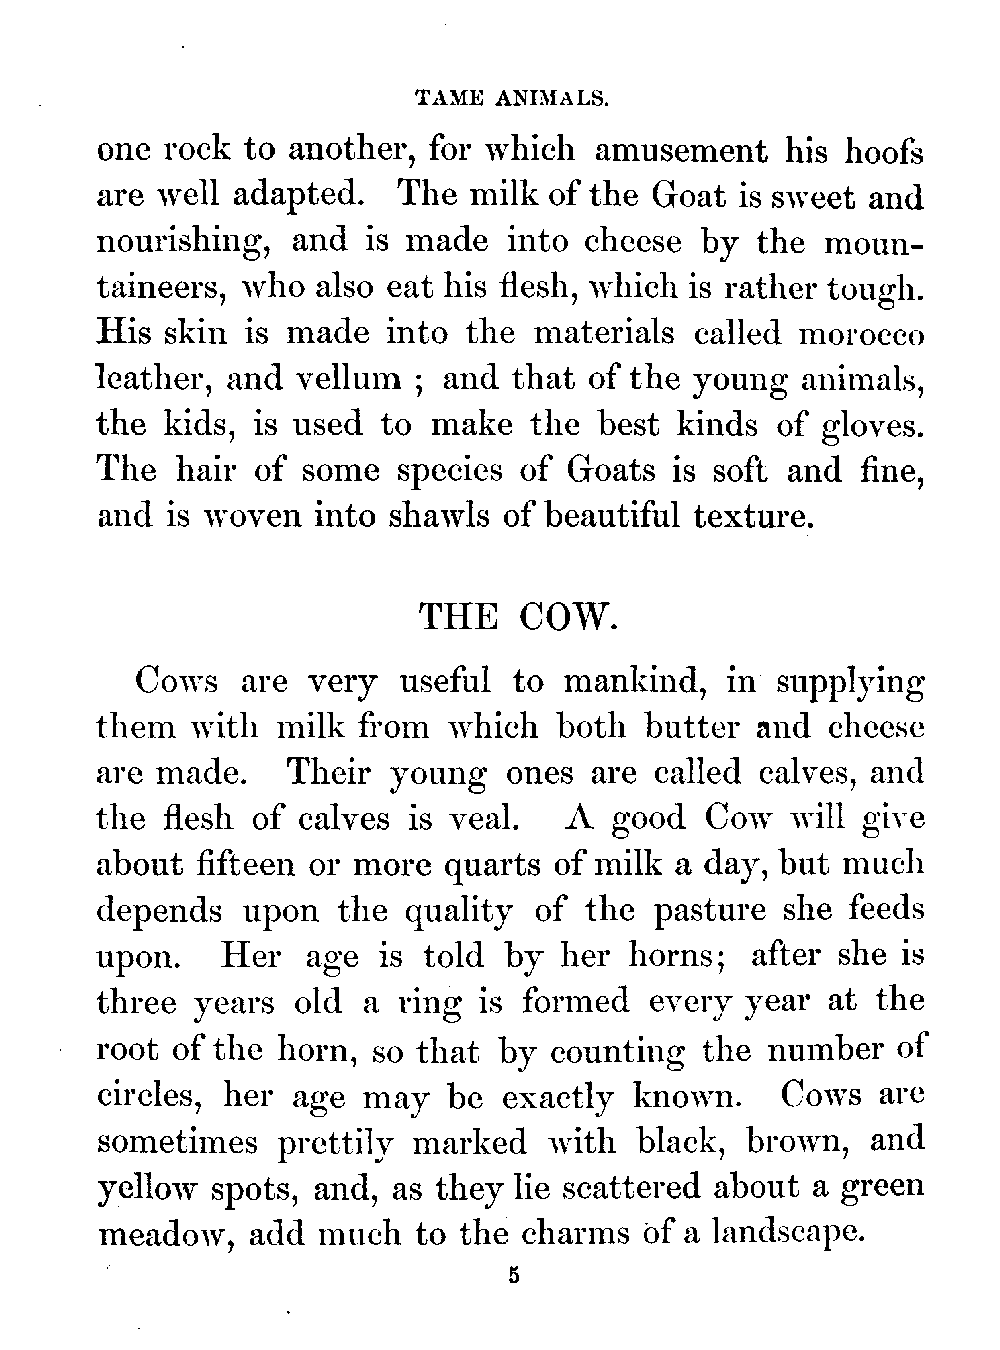 TAME ANIMALS.
one rock to another, for which amusement his hoofs
are well adapted. The milk of the Goat is sweet and
nourishing, and is made into cheese by the moun-
taineers, who also eat his flesh, which is rather tough.
His skin is made into the materials called morocco
leather, and vellum ; and that of the young animals,
the kids, is used to make the best kinds of gloves.
The hair of some species of Goats is soft and fine,
and is woven into shawls of beautiful texture.
THE COW.
Cows are very useful to mankind, in supplying
them with milk from which both butter and cheese
are made. Their young ones are called calves, and
the flesh of calves is veal. A good Cow will give
about fifteen or more quarts of milk a day, but much
depends upon the quality of the pasture she feeds
upon. Her age is told by her horns; after she is
three years old a ring is formed every year at the
root of the horn, so that by counting the number of
circles, her age may be exactly known. Cows are
sometimes prettily marked with black, brown, and
yellow spots, and, as they lie scattered about a green
meadow, add much to the charms of a landscape.
5